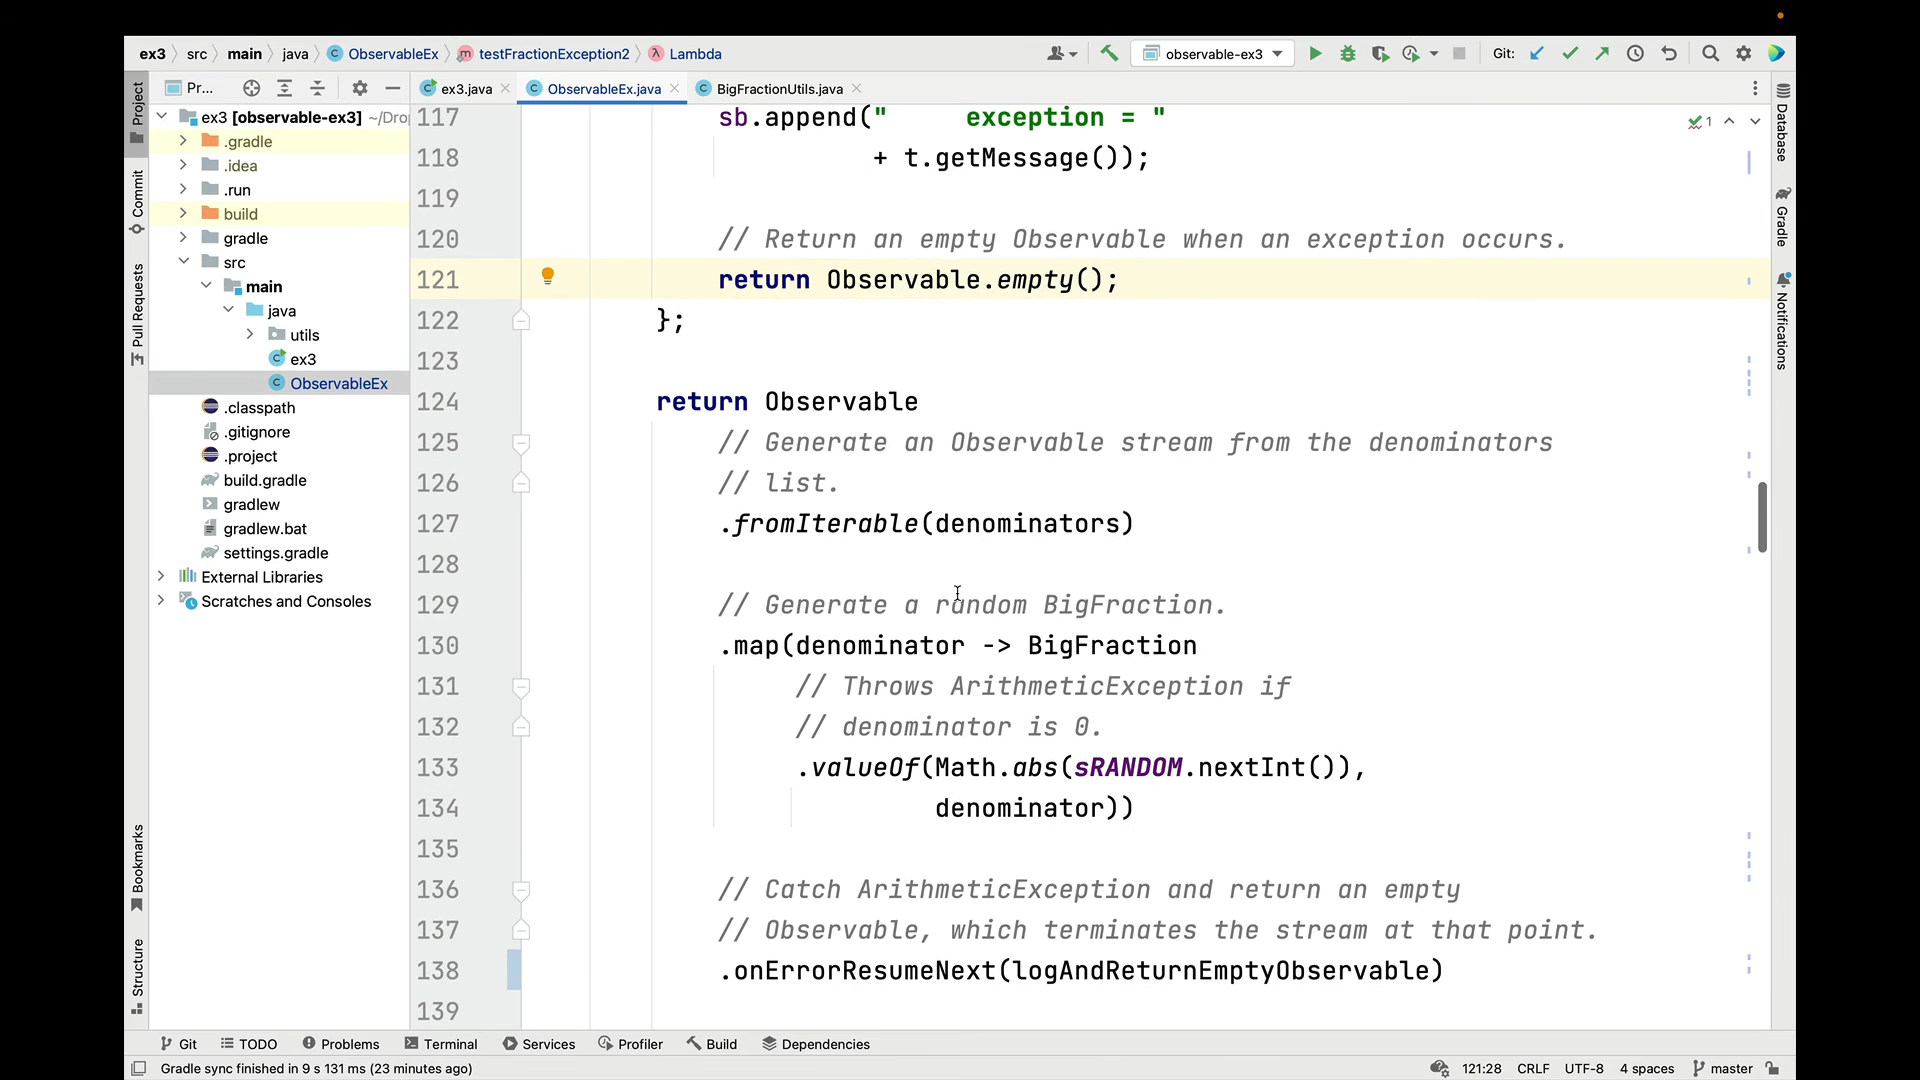 ex3 src main java ObservableEx testFractionException2 Lambda observable-ex3 Git:
Pr... ex3.java ObservableEx.java BigFractionUtils.java
Project
Commit
Pull Requests
Bookmarks
Structure
ex3 [observable-ex3] ~/Dro
.gradle
.idea
.run
build
gradle
src
main
java
utils
ex3
ObservableEx
.classpath
.gitignore
.project
build.gradle
gradlew
gradlew.bat
settings.gradle
External Libraries
Scratches and Consoles
117 sb.append("     exception = "
118 + t.getMessage());
119
120 // Return an empty Observable when an exception occurs.
121 return Observable.empty();
122 };
123
124 return Observable
125 // Generate an Observable stream from the denominators
126 // list.
127 .fromIterable(denominators)
128
129 // Generate a random BigFraction.
130 .map(denominator -> BigFraction
131 // Throws ArithmeticException if
132 // denominator is 0.
133 .valueOf(Math.abs(sRANDOM.nextInt()),
134 denominator))
135
136 // Catch ArithmeticException and return an empty
137 // Observable, which terminates the stream at that point.
138 .onErrorResumeNext(logAndReturnEmptyObservable)
139
1
Database
Gradle
Notifications
Git TODO Problems Terminal Services Profiler Build Dependencies
Gradle sync finished in 9 s 131 ms (23 minutes ago) 121:28 CRLF UTF-8 4 spaces master